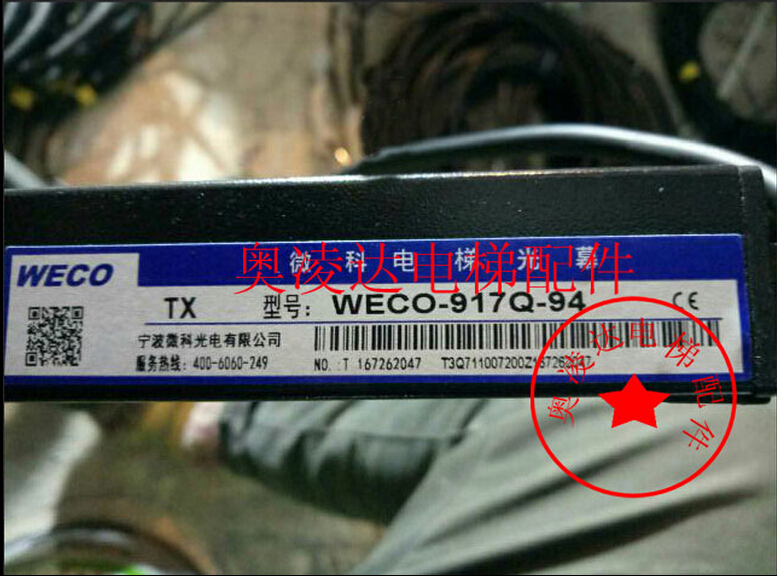 微科电梯光幕
奥凌达电梯配件
WECO
TX 型号: WECO-917Q-94 CE
宁波微科光电有限公司
服务热线: 400-6060-249
NO.:T 167262047
奥凌达电梯配件